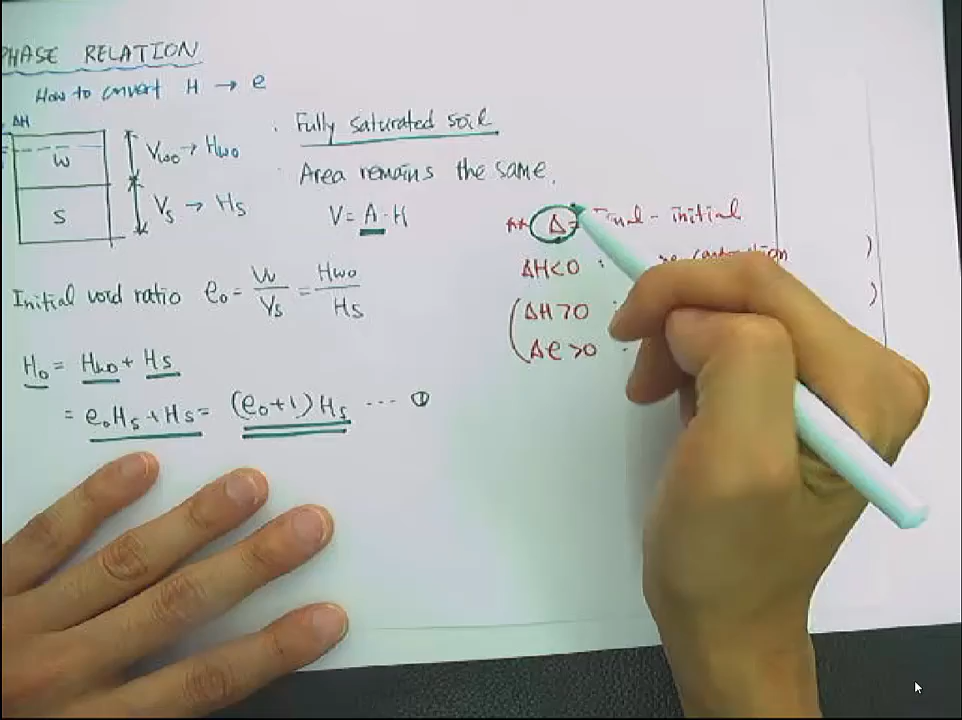 PHASE RELATION
How to convert H → e
ΔH
W
Vwo → Hwo
S
Vs → Hs
Fully saturated soil
Area remains the same.
V = A · H
Initial void ratio e₀ = Vv/Vs = Hwo/Hs
H₀ = Hwo + Hs
= e₀Hs + Hs = (e₀+1)Hs ... ①
** Δ = final - initial
ΔH<0 :
ΔH >0 :
Δe >0 :